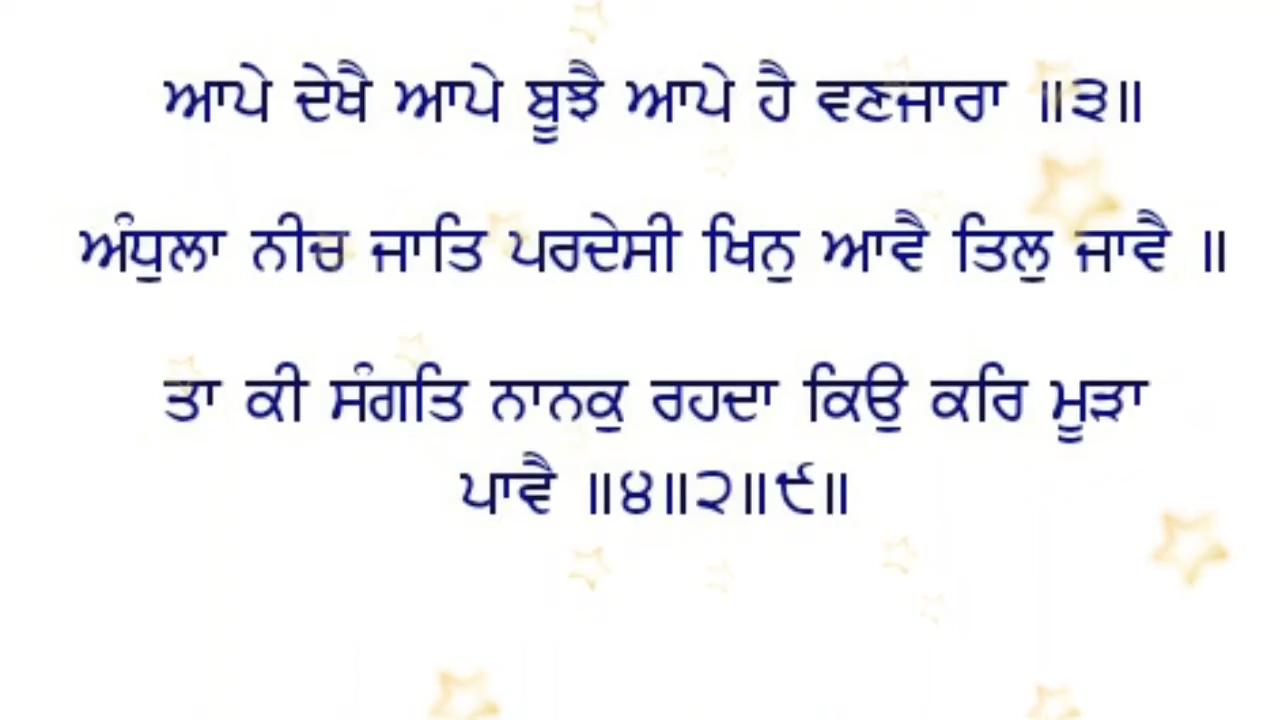 ਆਪੇ ਦੇਖੈ ਆਪੇ ਬੂਝੈ ਆਪੇ ਹੈ ਵਣਜਾਰਾ ॥੩॥
ਅੰਧੁਲਾ ਨੀਚ ਜਾਤਿ ਪਰਦੇਸੀ ਖਿਨੁ ਆਵੈ ਤਿਲੁ ਜਾਵੈ ॥
ਤਾ ਕੀ ਸੰਗਤਿ ਨਾਨਕੁ ਰਹਦਾ ਕਿਉ ਕਰਿ ਮੂੜਾ
ਪਾਵੈ ॥੪॥੨॥੯॥